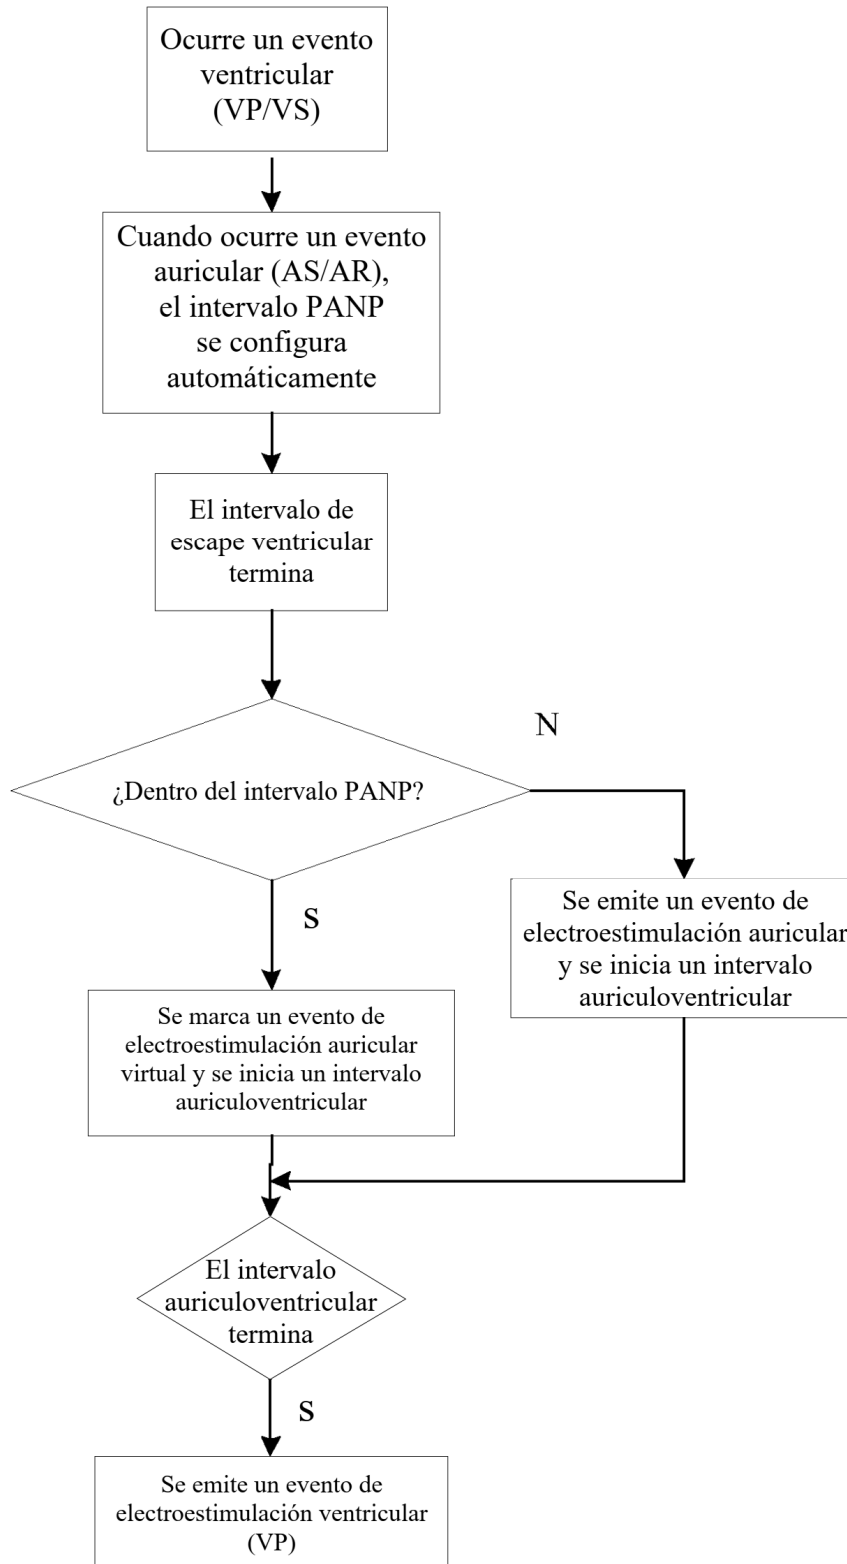 Ocurre un evento
ventricular
(VP/VS)
Cuando ocurre un evento
auricular (AS/AR),
el intervalo PANP
se configura
automáticamente
El intervalo de
escape ventricular
termina
N
¿Dentro del intervalo PANP?
S
Se emite un evento de
electroestimulación auricular
y se inicia un intervalo
auriculoventricular
Se marca un evento de
electroestimulación auricular
virtual y se inicia un intervalo
auriculoventricular
El intervalo
auriculoventricular
termina
S
Se emite un evento de
electroestimulación ventricular
(VP)